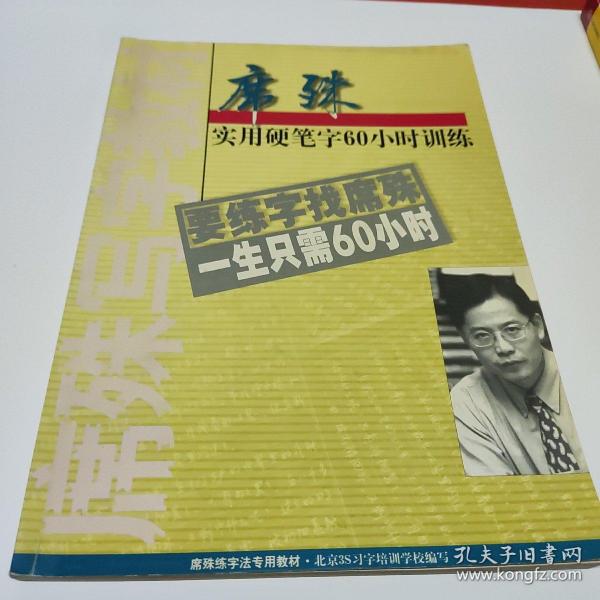 席殊
实用硬笔字60小时训练
要练字找席殊
一生只需60小时
席殊写字教材
席殊练字法专用教材·北京3S习字培训学校编写
孔夫子旧书网
www.kongfz.com